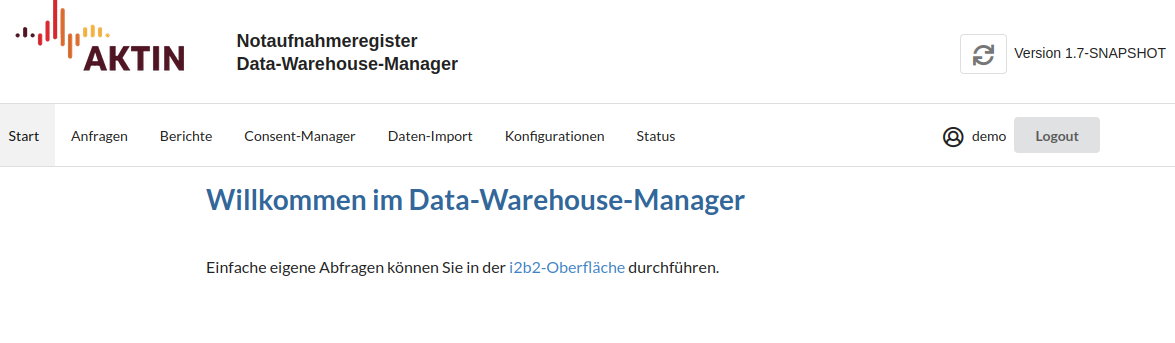 AKTIN
Notaufnahmeregister
Data-Warehouse-Manager
Version 1.7-SNAPSHOT
Start Anfragen Berichte Consent-Manager Daten-Import Konfigurationen Status demo Logout
Willkommen im Data-Warehouse-Manager
Einfache eigene Abfragen können Sie in der i2b2-Oberfläche durchführen.